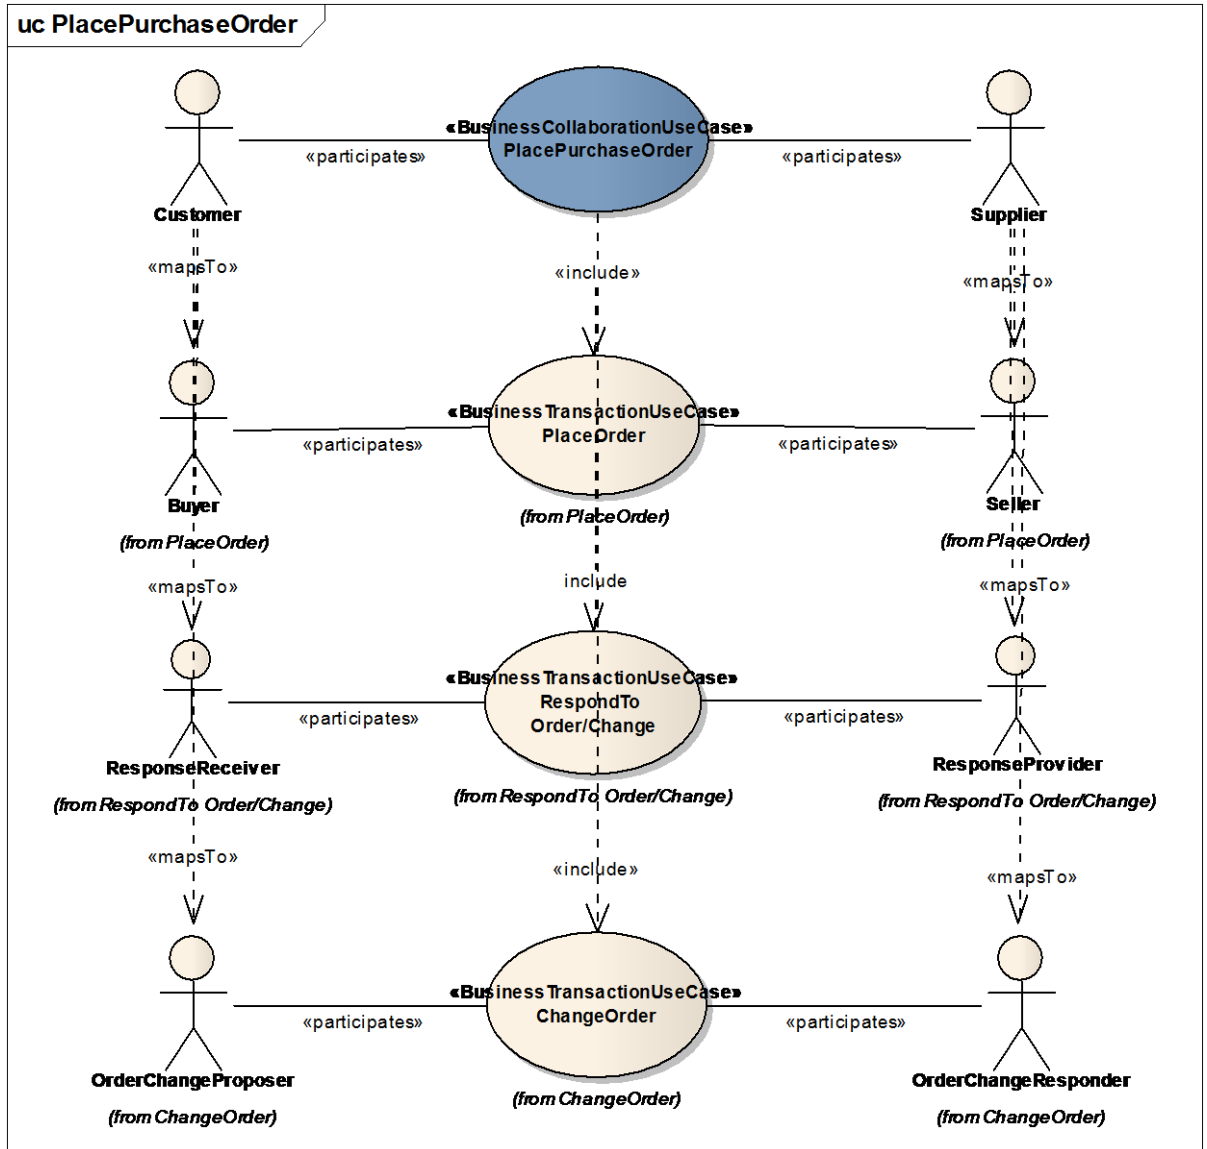 uc PlacePurchaseOrder
«BusinessCollaborationUseCase»
PlacePurchaseOrder
«participates»
«participates»
Customer
Supplier
«mapsTo»
«include»
«mapsTo»
«BusinessTransactionUseCase»
PlaceOrder
«participates»
«participates»
Buyer
Seller
(from PlaceOrder)
(from PlaceOrder)
(from PlaceOrder)
«mapsTo»
include
«mapsTo»
«BusinessTransactionUseCase»
RespondTo
Order/Change
«participates»
«participates»
ResponseReceiver
ResponseProvider
(from RespondTo Order/Change)
(from RespondTo Order/Change)
(from RespondTo Order/Change)
«mapsTo»
«include»
«mapsTo»
«BusinessTransactionUseCase»
ChangeOrder
«participates»
«participates»
OrderChangeProposer
OrderChangeResponder
(from ChangeOrder)
(from ChangeOrder)
(from ChangeOrder)